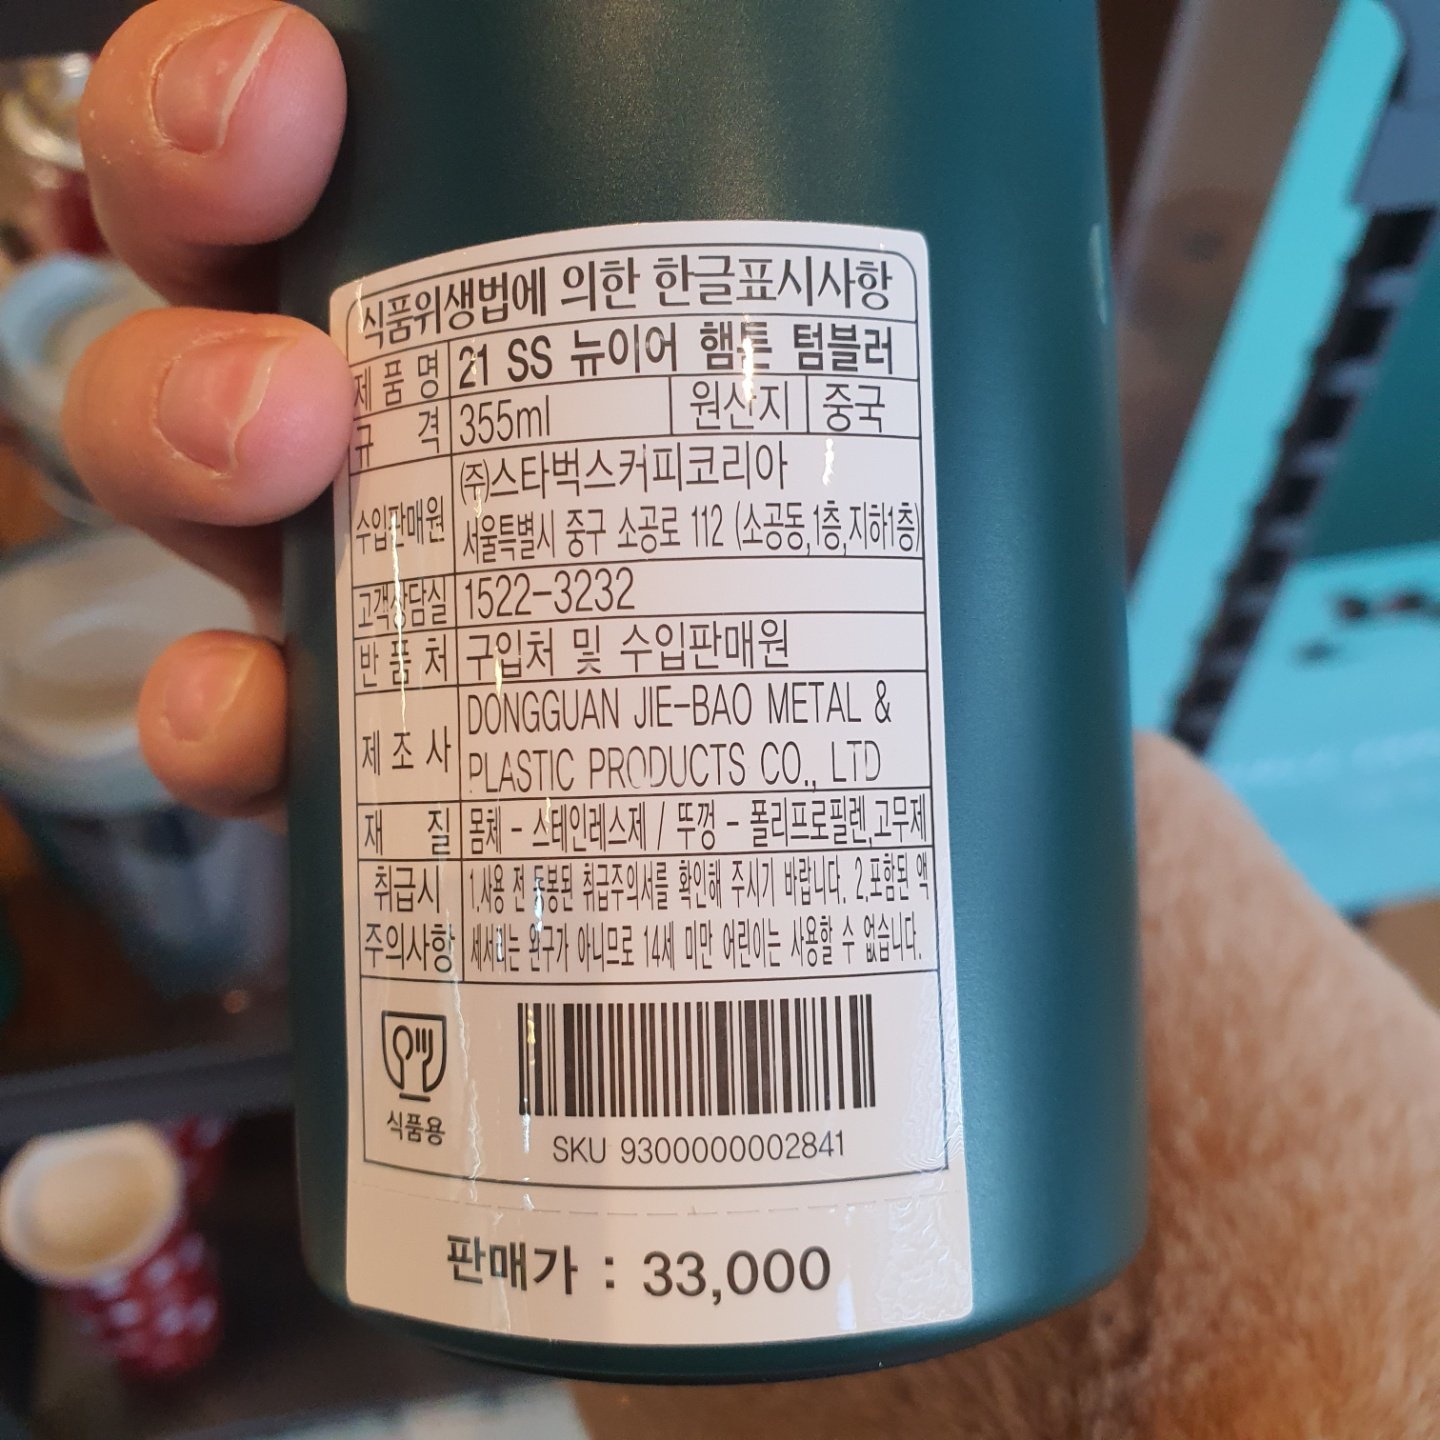 식품위생법에 의한 한글표시사항
제품명 21 SS 뉴이어 햄튼 텀블러
규격 355ml 원산지 중국
수입판매원 (주)스타벅스커피코리아
서울특별시 중구 소공로 112 (소공동,1층,지하1층)
고객상담실 1522-3232
반품처 구입처 및 수입판매원
제조사 DONGGUAN JIE-BAO METAL &
PLASTIC PRODUCTS CO., LTD
재질 몸체 - 스테인레스제 / 뚜껑 - 폴리프로필렌,고무제
취급시 1.사용 전 동봉된 취급주의서를 확인해 주시기 바랍니다. 2.포함된 액
주의사항 세서리는 완구가 아니므로 14세 미만 어린이는 사용할 수 없습니다.
식품용
SKU 9300000002841
판매가 : 33,000